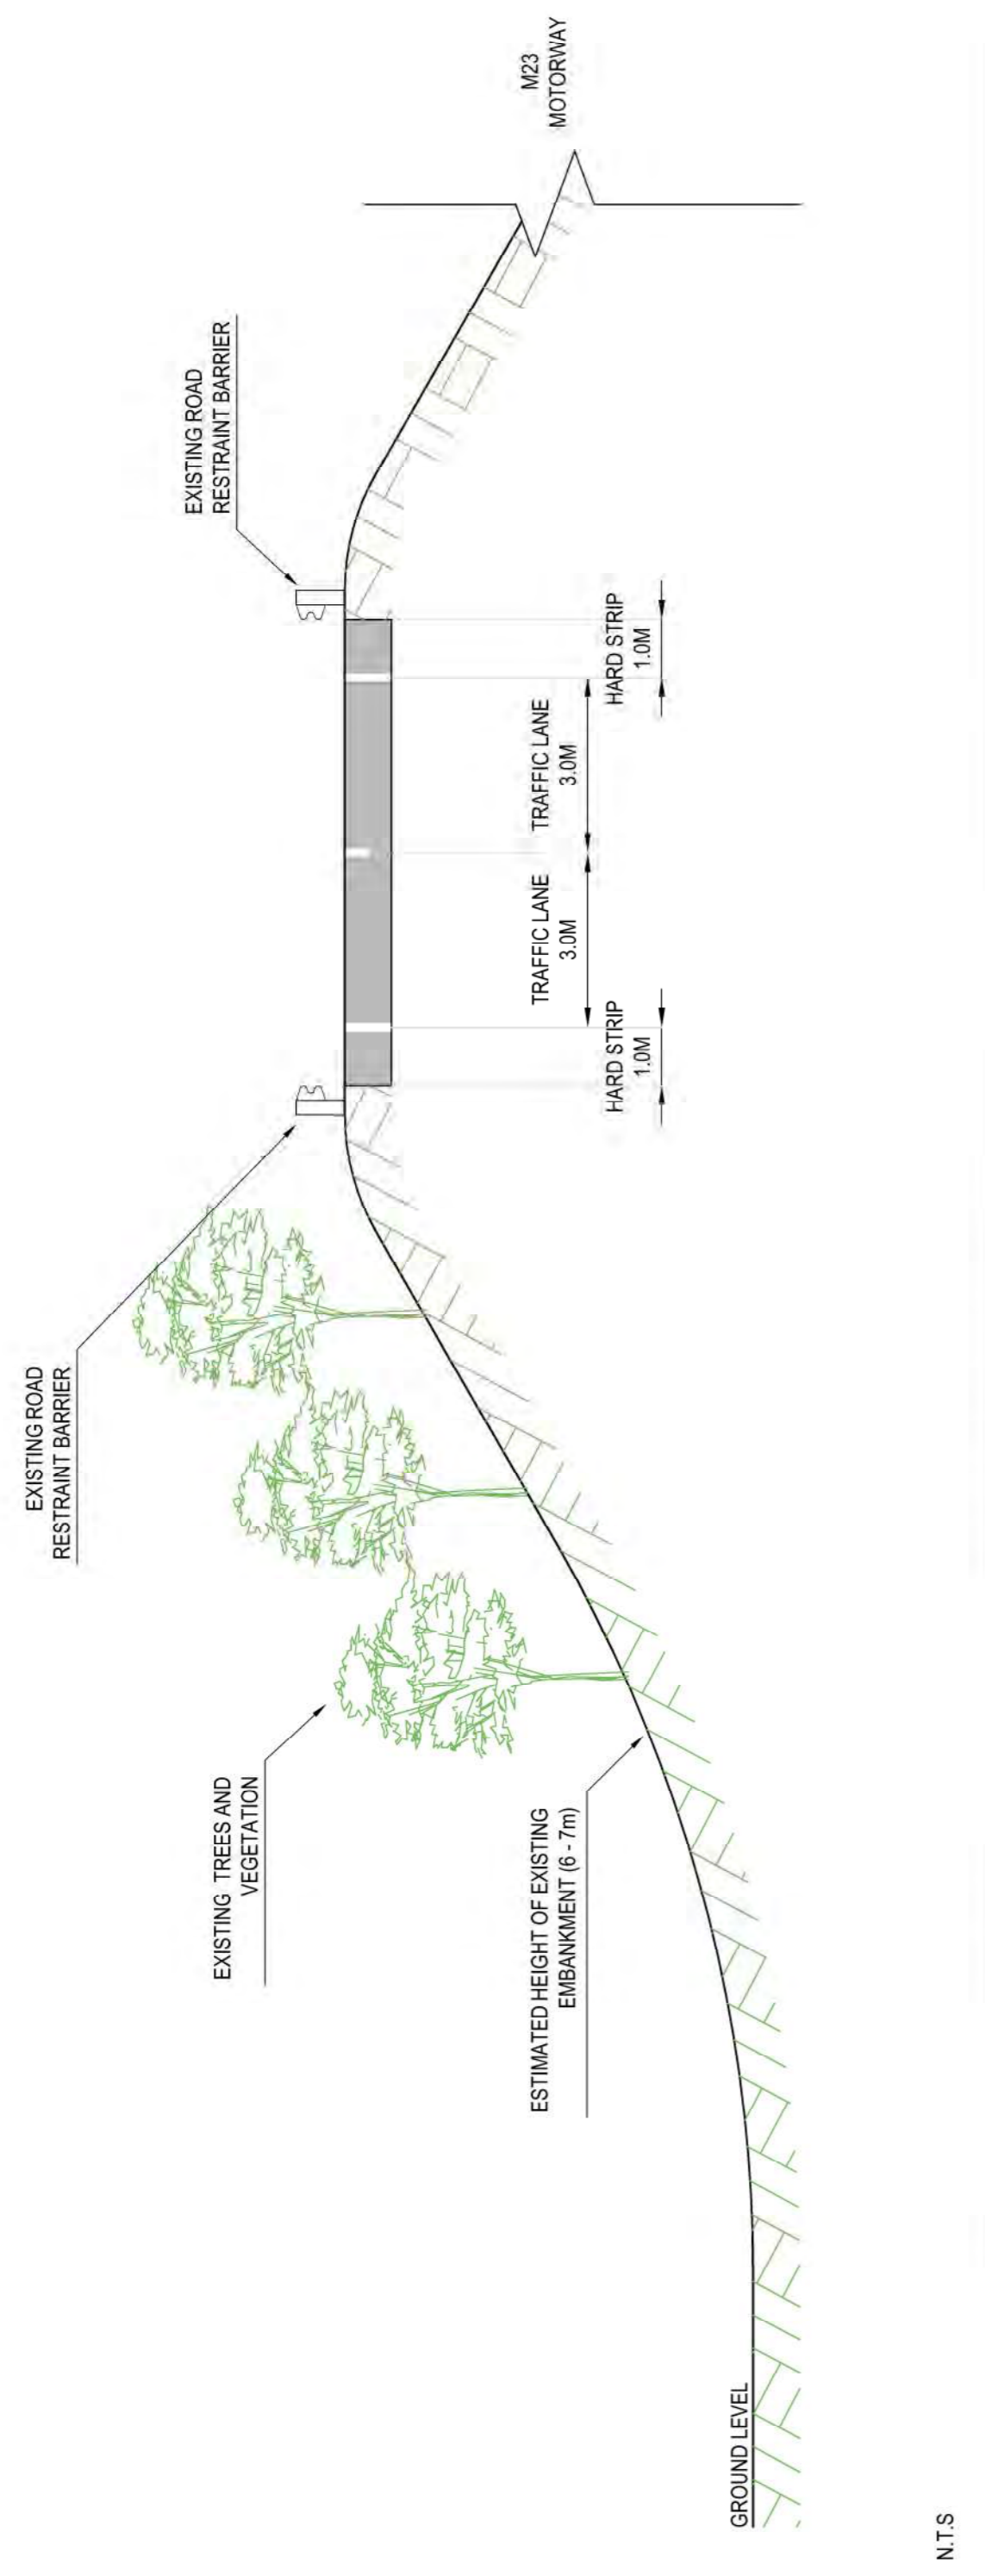 EXISTING ROAD
RESTRAINT BARRIER
EXISTING ROAD
RESTRAINT BARRIER
EXISTING TREES AND
VEGETATION
M23
MOTORWAY
ESTIMATED HEIGHT OF EXISTING
EMBANKMENT (6 - 7m)
TRAFFIC LANE
3.0M
TRAFFIC LANE
3.0M
HARD STRIP
1.0M
HARD STRIP
1.0M
GROUND LEVEL
N.T.S